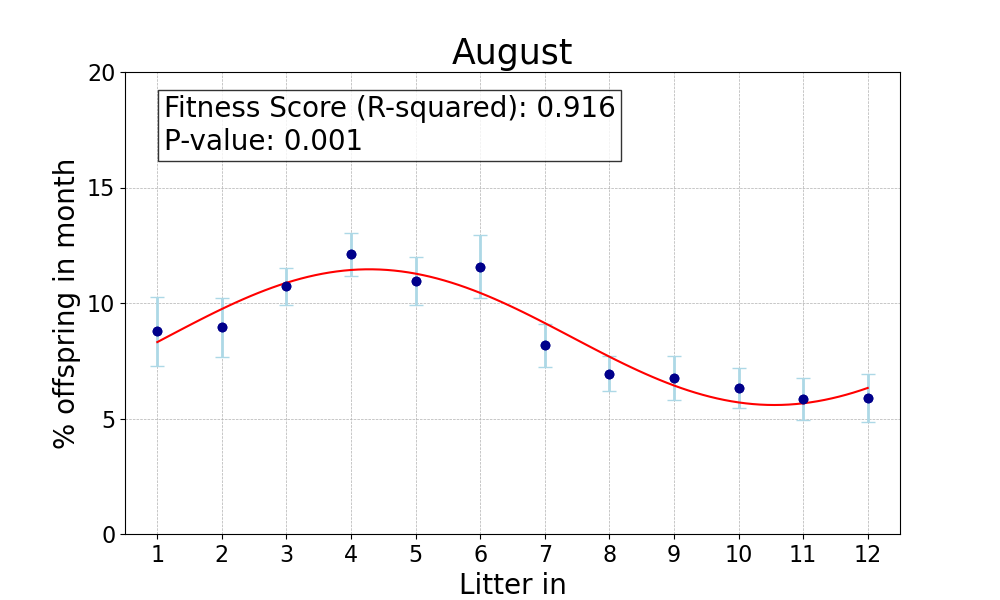 August
Fitness Score (R-squared): 0.916
P-value: 0.001
% offspring in month
20
15
10
5
0
1 2 3 4 5 6 7 8 9 10 11 12
Litter in